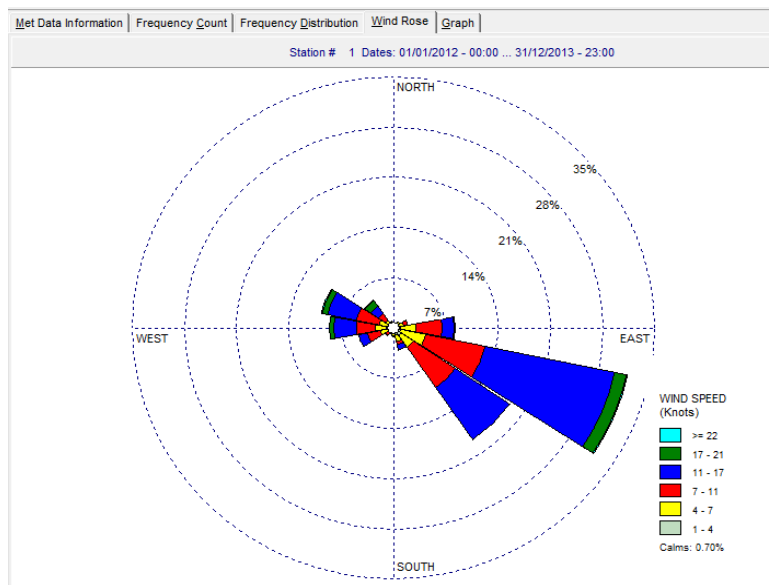 Met Data Information Frequency Count Frequency Distribution Wind Rose Graph
Station # 1 Dates: 01/01/2012 - 00:00 ... 31/12/2013 - 23:00
NORTH
35%
28%
21%
14%
7%
WEST
EAST
SOUTH
WIND SPEED
(Knots)
>= 22
17 - 21
11 - 17
7 - 11
4 - 7
1 - 4
Calms: 0.70%